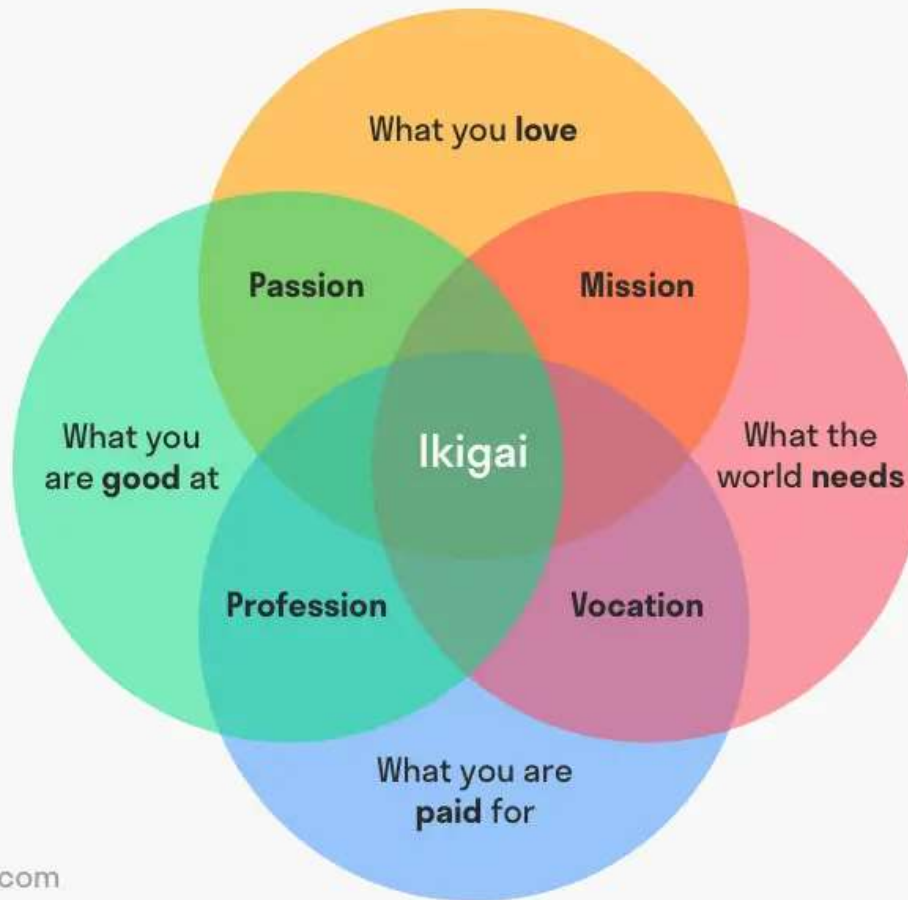 What you love
Passion
Mission
What you
are good at
Ikigai
What the
world needs
Profession
Vocation
What you are
paid for
com